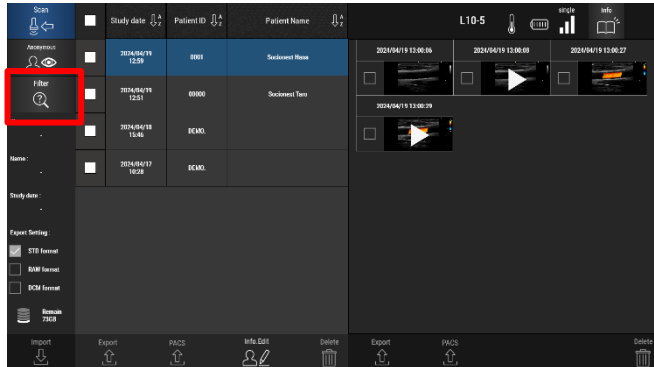 Scan
Anonymous
Filter
-
Name :
-
Study date :
-
Export Setting :
STD format
RAW format
DCM format
Remain
73GB
Import
Study date
A
Z
Patient ID
A
Z
Patient Name
A
Z
2024/04/19
12:59
0001
Socionext Hana
2024/04/19
12:51
00000
Socionext Taro
2024/04/18
15:46
DEMO.
2024/04/17
10:28
DEMO.
Export
PACS
Info.Edit
Delete
L10-5
single
Info
2024/04/19 13:00:06
2024/04/19 13:00:08
2024/04/19 13:00:27
2024/04/19 13:00:29
Export
PACS
Delete